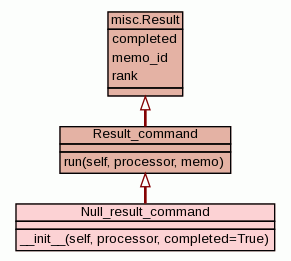 misc.Result
completed
memo_id
rank
Result_command
run(self, processor, memo)
Null_result_command
__init__(self, processor, completed=True)